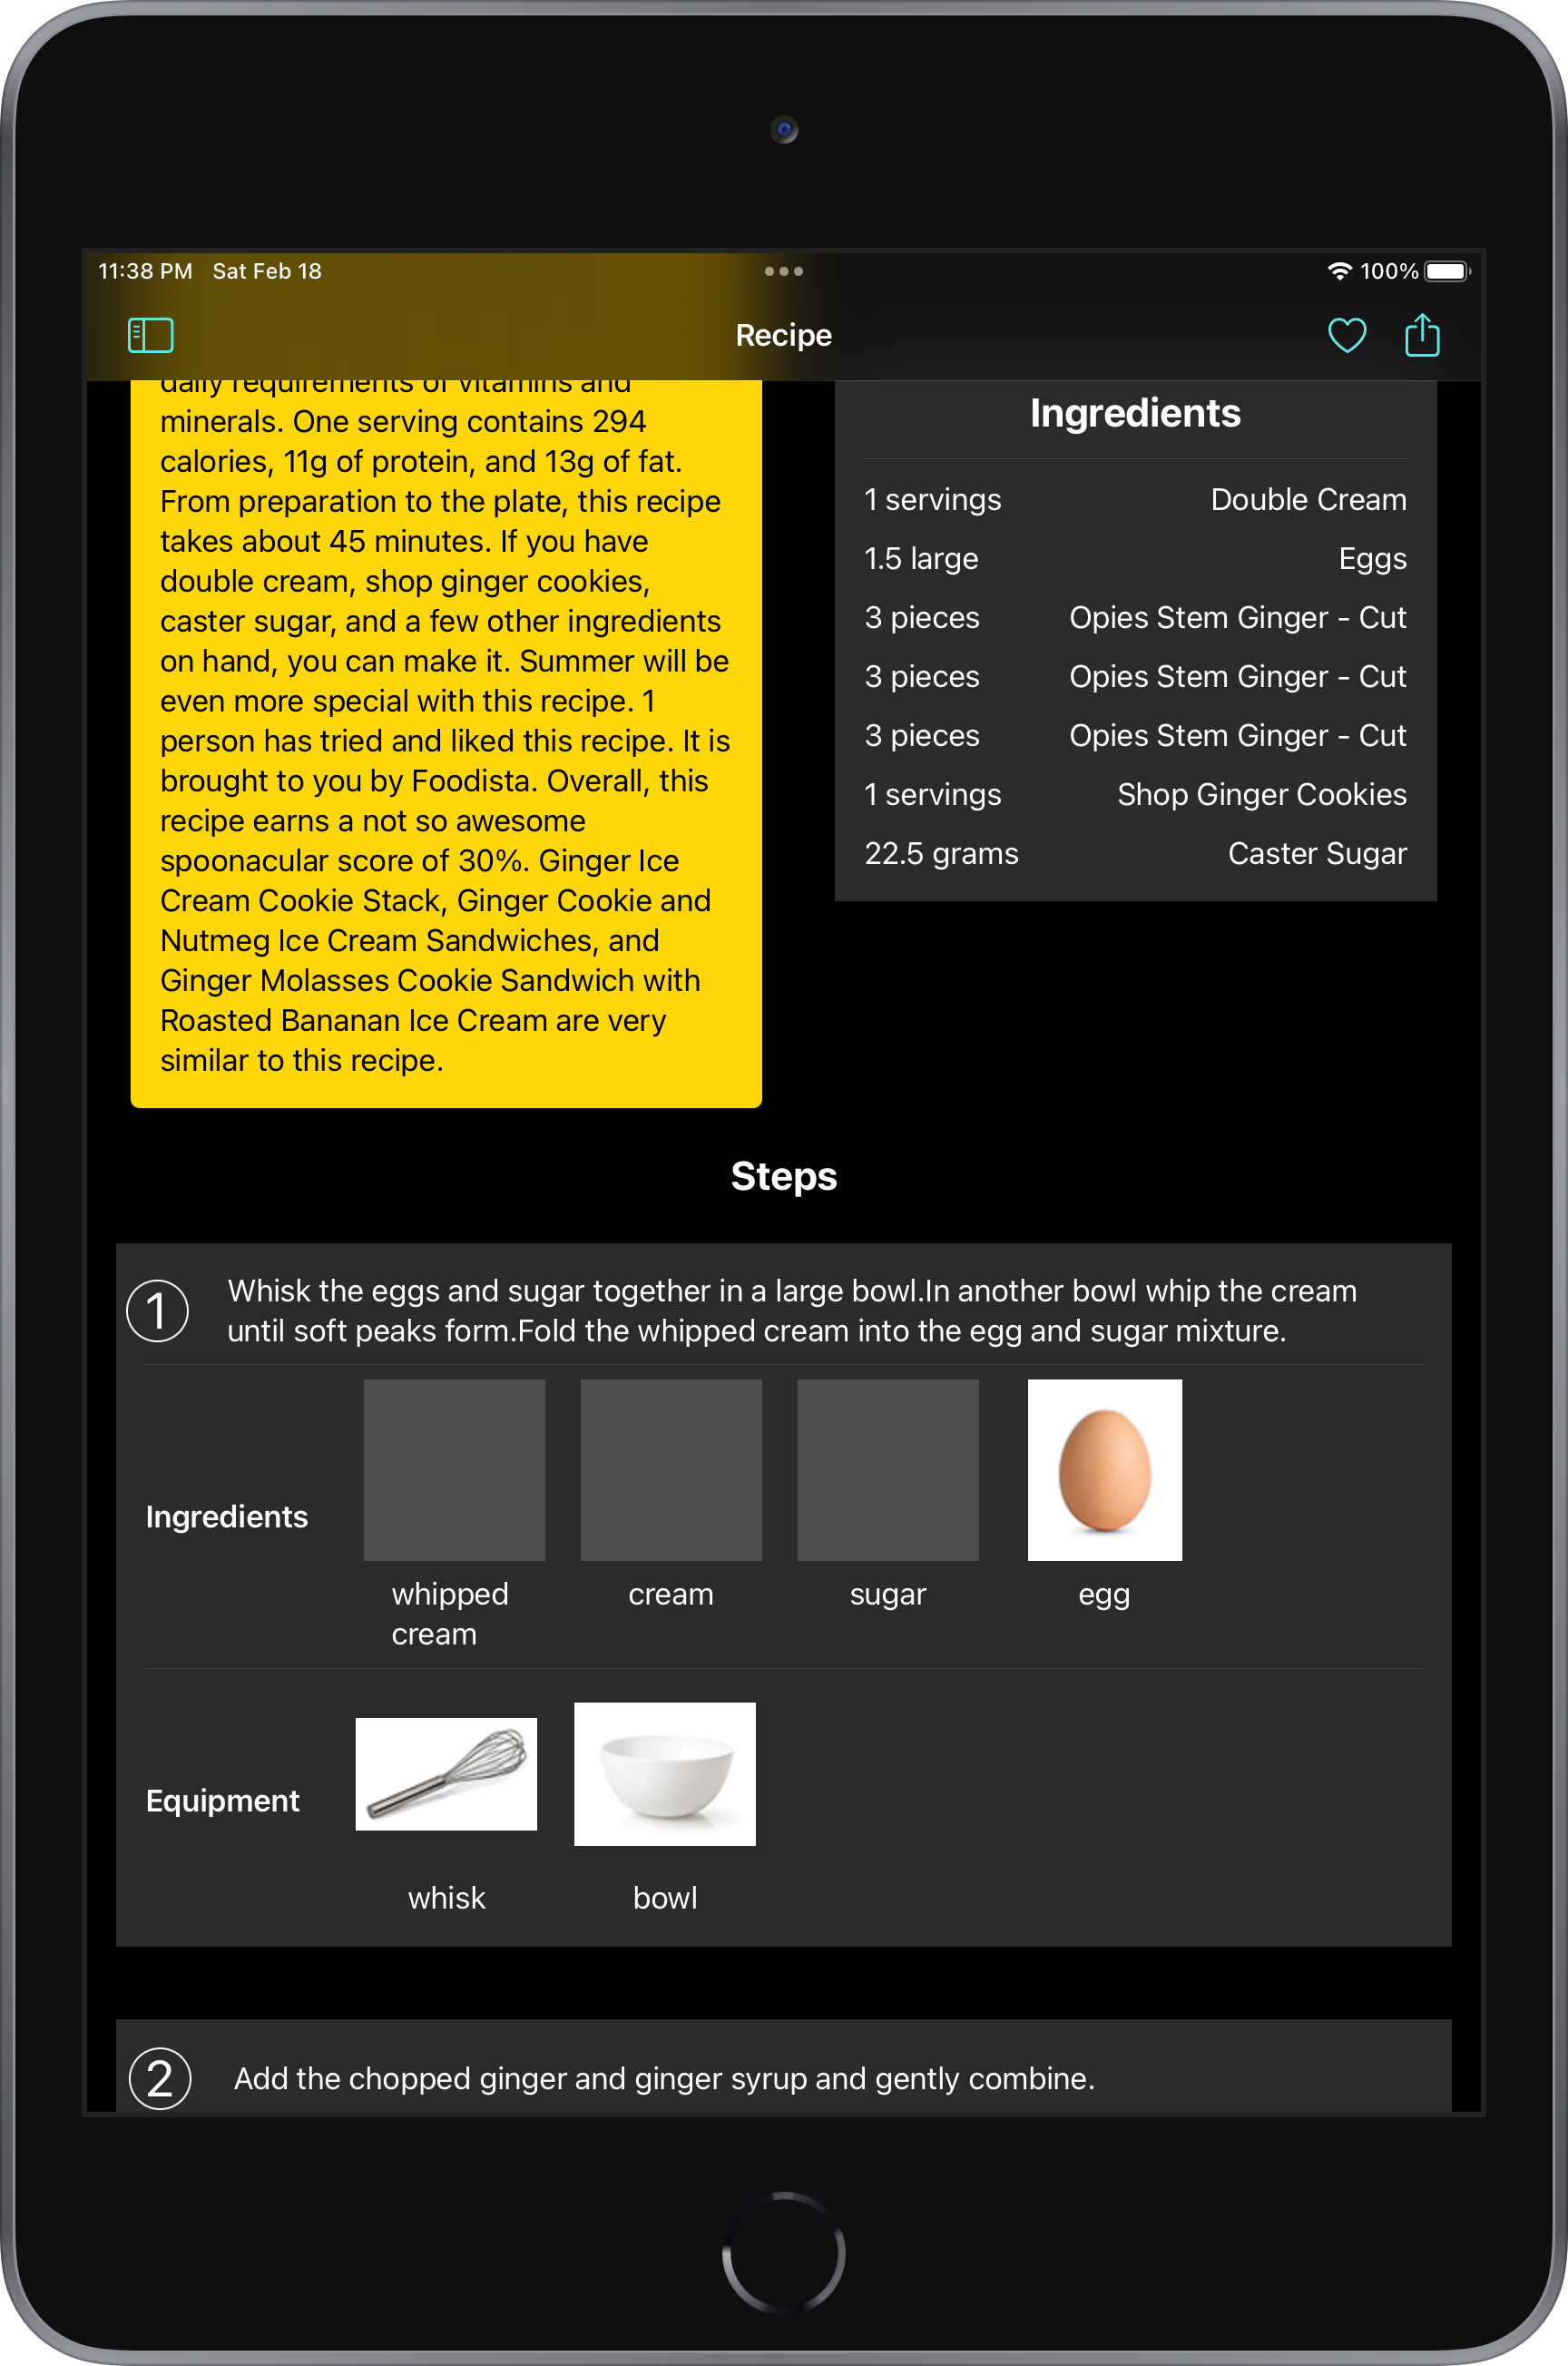 11:38 PM Sat Feb 18
100%
Recipe
daily requirements of vitamins and
minerals. One serving contains 294
calories, 11g of protein, and 13g of fat.
From preparation to the plate, this recipe
takes about 45 minutes. If you have
double cream, shop ginger cookies,
caster sugar, and a few other ingredients
on hand, you can make it. Summer will be
even more special with this recipe. 1
person has tried and liked this recipe. It is
brought to you by Foodista. Overall, this
recipe earns a not so awesome
spoonacular score of 30%. Ginger Ice
Cream Cookie Stack, Ginger Cookie and
Nutmeg Ice Cream Sandwiches, and
Ginger Molasses Cookie Sandwich with
Roasted Bananan Ice Cream are very
similar to this recipe.
Ingredients
1 servings Double Cream
1.5 large Eggs
3 pieces Opies Stem Ginger - Cut
3 pieces Opies Stem Ginger - Cut
3 pieces Opies Stem Ginger - Cut
1 servings Shop Ginger Cookies
22.5 grams Caster Sugar
Steps
1 Whisk the eggs and sugar together in a large bowl.In another bowl whip the cream
until soft peaks form.Fold the whipped cream into the egg and sugar mixture.
Ingredients
whipped
cream
cream
sugar
egg
Equipment
whisk
bowl
2 Add the chopped ginger and ginger syrup and gently combine.